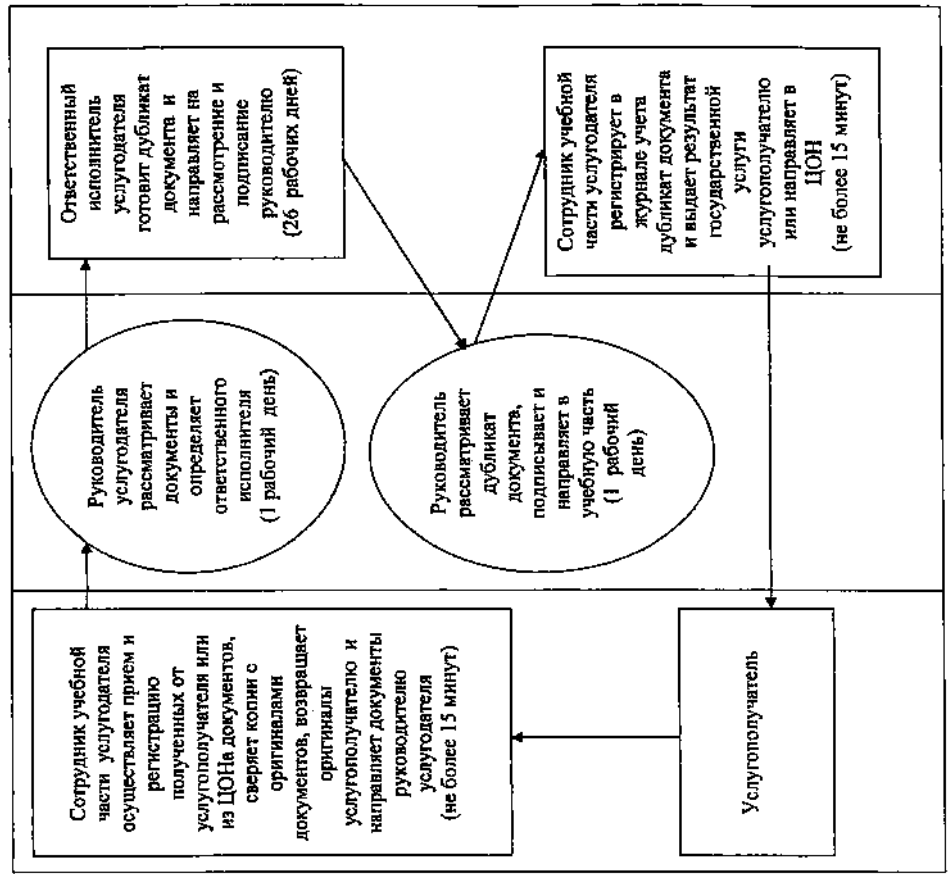 Сотрудник учебной
части услугодателя
осуществляет прием и
регистрацию
полученных от
услугополучателя или
из ЦОНа документов,
сверяет копии с
оригиналами
документов, возвращает
оригиналы
услугополучателю и
направляет документы
руководителю
услугодателя
(не более 15 минут)
Руководитель
услугодателя
рассматривает
документы и
определяет
ответственного
исполнителя
(1 рабочий день)
Ответственный
исполнитель
услугодателя
готовит дубликат
документа и
направляет на
рассмотрение и
подписание
руководителю
(26 рабочих дней)
Руководитель
рассматривает
дубликат
документа,
подписывает и
направляет в
учебную часть
(1 рабочий
день)
Сотрудник учебной
части услугодателя
регистрирует в
журнале учета
дубликат документа
и выдает результат
государственной
услуги
услугополучателю
или направляет в
ЦОН
(не более 15 минут)
Услугополучатель